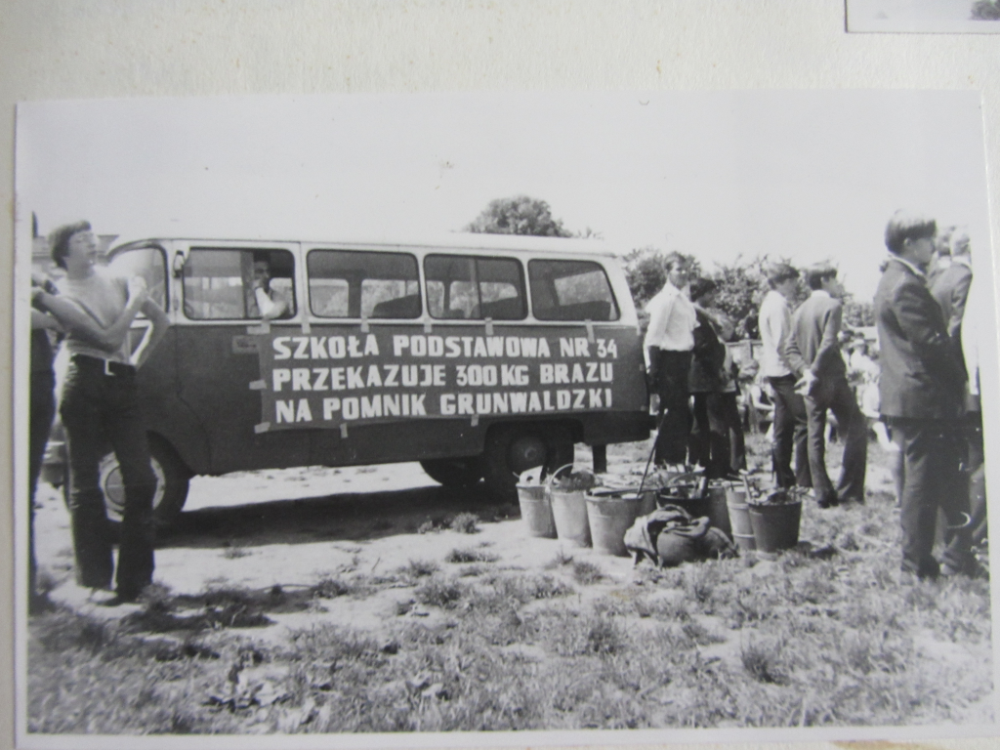 SZKOŁA PODSTAWOWA NR 34
PRZEKAZUJE 300 KG BRAZU
NA POMNIK GRUNWALDZKI